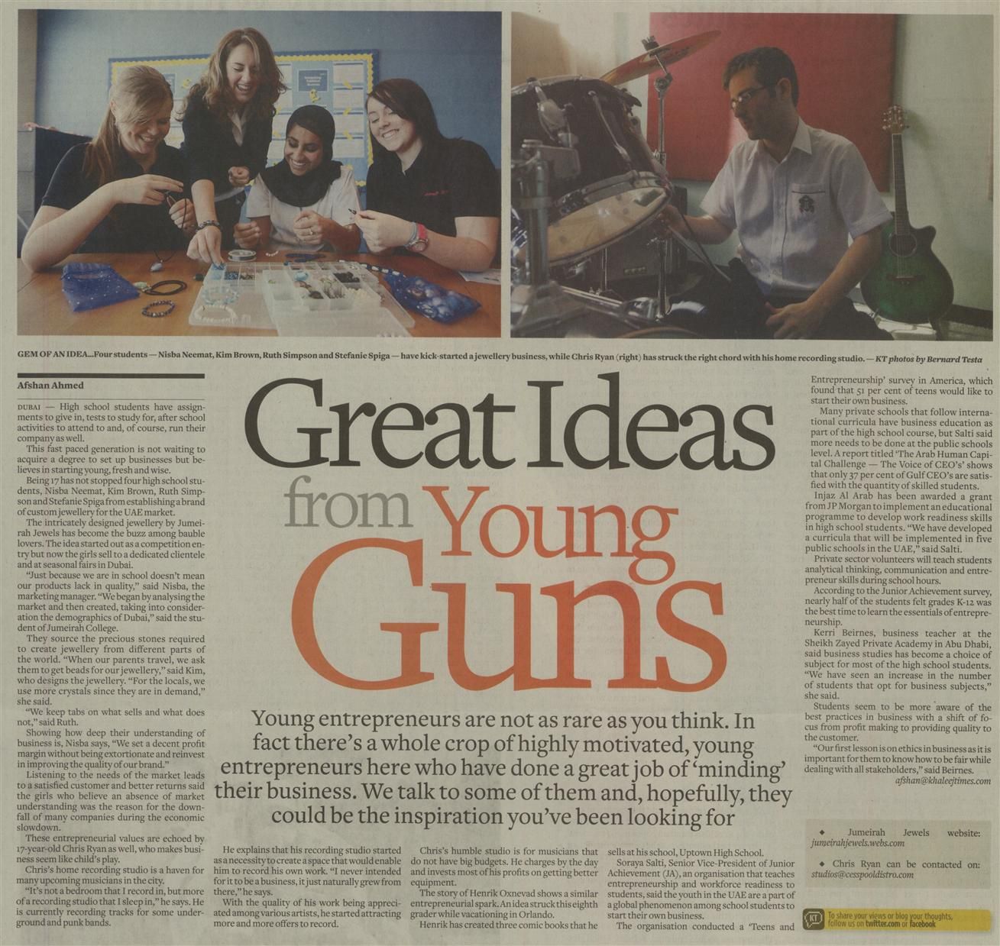 GEM OF AN IDEA...Four students — Nisba Neemat, Kim Brown, Ruth Simpson and Stefanie Spiga — have kick-started a jewellery business, while Chris Ryan (right) has struck the right chord with his home recording studio. — KT photos by Bernard Testa
Great Ideas
from Young
Guns
Young entrepreneurs are not as rare as you think. In
fact there's a whole crop of highly motivated, young
entrepreneurs here who have done a great job of 'minding'
their business. We talk to some of them and, hopefully, they
could be the inspiration you've been looking for
Afshan Ahmed
DUBAI — High school students have assign-
ments to give in, tests to study for, after school
activities to attend to and, of course, run their
company as well.
This fast paced generation is not waiting to
acquire a degree to set up businesses but be-
lieves in starting young, fresh and wise.
Being 17 has not stopped four high school stu-
dents, Nisba Neemat, Kim Brown, Ruth Simp-
son and Stefanie Spiga from establishing a brand
of custom jewellery for the UAE market.
The intricately designed jewellery by Jumei-
rah Jewels has become the buzz among bauble
lovers. The idea started out as a competition en-
try but now the girls sell to a dedicated clientele
and at seasonal fairs in Dubai.
"Just because we are in school doesn't mean
our products lack in quality," said Nisba, the
marketing manager. "We began by analysing the
market and then created, taking into consider-
ation the demographics of Dubai," said the stu-
dent of Jumeirah College.
They source the precious stones required
to create jewellery from different parts of
the world. "When our parents travel, we ask
them to get beads for our jewellery," said Kim,
who designs the jewellery. "For the locals, we
use more crystals since they are in demand,"
she said.
"We keep tabs on what sells and what does
not," said Ruth.
Showing how deep their understanding of
business is, Nisba says, "We set a decent profit
margin without being extortionate and reinvest
in improving the quality of our brand."
Listening to the needs of the market leads
to a satisfied customer and better returns said
the girls who believe an absence of market
understanding was the reason for the down-
fall of many companies during the economic
slowdown.
These entrepreneurial values are echoed by
17-year-old Chris Ryan as well, who makes busi-
ness seem like child's play.
Chris's home recording studio is a haven for
many upcoming musicians in the city.
"It's not a bedroom that I record in, but more
of a recording studio that I sleep in," he says. He
is currently recording tracks for some under-
ground and punk bands.
He explains that his recording studio started
as a necessity to create a space that would enable
him to record his own work. "I never intended
for it to be a business, it just naturally grew from
there," he says.
With the quality of his work being appreci-
ated among various artists, he started attracting
more and more offers to record.
Chris's humble studio is for musicians that
do not have big budgets. He charges by the day
and invests most of his profits on getting better
equipment.
The story of Henrik Oxnevad shows a similar
entrepreneurial spark. An idea struck this eighth
grader while vacationing in Orlando.
Henrik has created three comic books that he
sells at his school, Uptown High School.
Soraya Salti, Senior Vice-President of Junior
Achievement (JA), an organisation that teaches
entrepreneurship and workforce readiness to
students, said the youth in the UAE are a part of
a global phenomenon among school students to
start their own business.
The organisation conducted a 'Teens and
Entrepreneurship' survey in America, which
found that 51 per cent of teens would like to
start their own business.
Many private schools that follow interna-
tional curricula have business education as
part of the high school course, but Salti said
more needs to be done at the public schools
level. A report titled 'The Arab Human Capi-
tal Challenge — The Voice of CEO's' shows
that only 37 per cent of Gulf CEO's are satis-
fied with the quantity of skilled students.
Injaz Al Arab has been awarded a grant
from JP Morgan to implement an educational
programme to develop work readiness skills
in high school students. "We have developed
a curricula that will be implemented in five
public schools in the UAE," said Salti.
Private sector volunteers will teach students
analytical thinking, communication and entre-
preneur skills during school hours.
According to the Junior Achievement survey,
nearly half of the students felt grades K-12 was
the best time to learn the essentials of entrepre-
neurship.
Kerri Beirnes, business teacher at the
Sheikh Zayed Private Academy in Abu Dhabi,
said business studies has become a choice of
subject for most of the high school students.
"We have seen an increase in the number
of students that opt for business subjects,"
she said.
Students seem to be more aware of the
best practices in business with a shift of fo-
cus from profit making to providing quality to
the customer.
"Our first lesson is on ethics in business as it is
important for them to know how to be fair while
dealing with all stakeholders," said Beirnes.
afshan@khaleejtimes.com
◆ Jumeirah Jewels website:
jumeirahjewels.webs.com
◆ Chris Ryan can be contacted on:
studios@cesspooldistro.com
KT
To share your views or blog your thoughts,
follow us on twitter.com or facebook